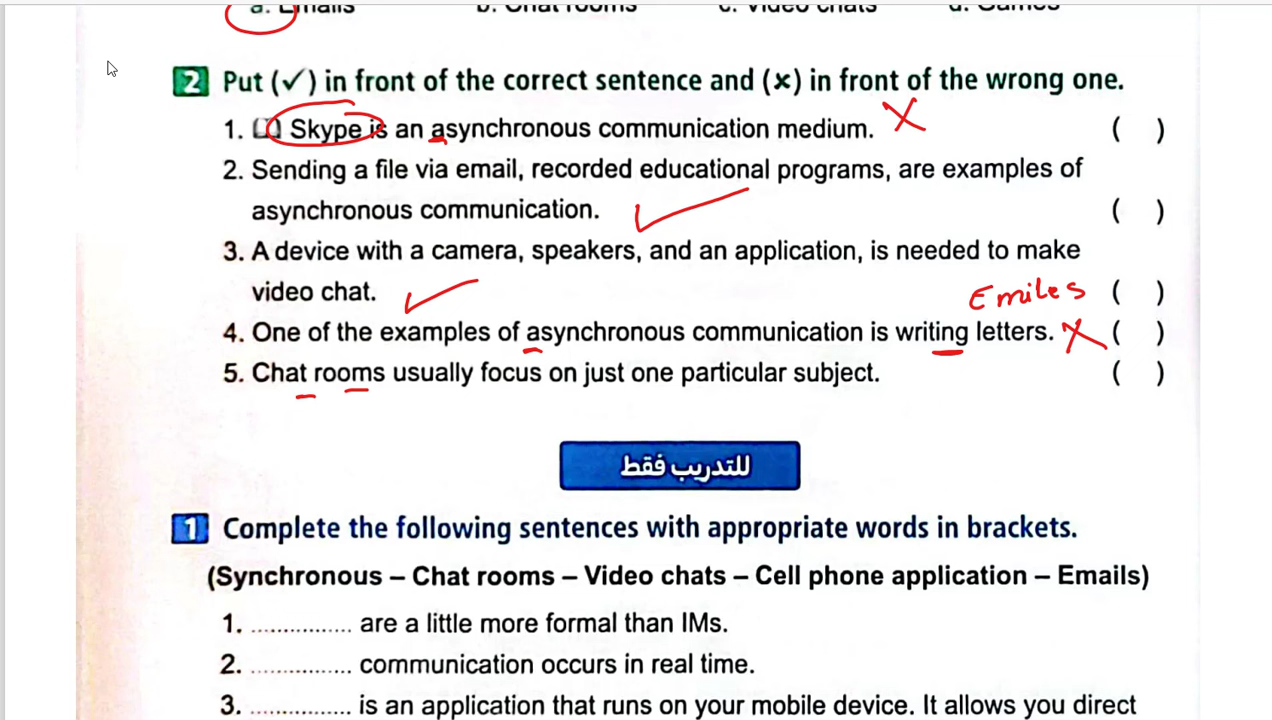 2 Put (✓) in front of the correct sentence and (×) in front of the wrong one.
1. Skype is an asynchronous communication medium. ✗ ( )
2. Sending a file via email, recorded educational programs, are examples of
asynchronous communication. ✓ ( )
3. A device with a camera, speakers, and an application, is needed to make
video chat. ✓ Emiles ( )
4. One of the examples of asynchronous communication is writing letters. ✗ ( )
5. Chat rooms usually focus on just one particular subject. ( )
للتدريب فقط
1 Complete the following sentences with appropriate words in brackets.
(Synchronous – Chat rooms – Video chats – Cell phone application – Emails)
1. ............... are a little more formal than IMs.
2. ............... communication occurs in real time.
3. ............... is an application that runs on your mobile device. It allows you direct